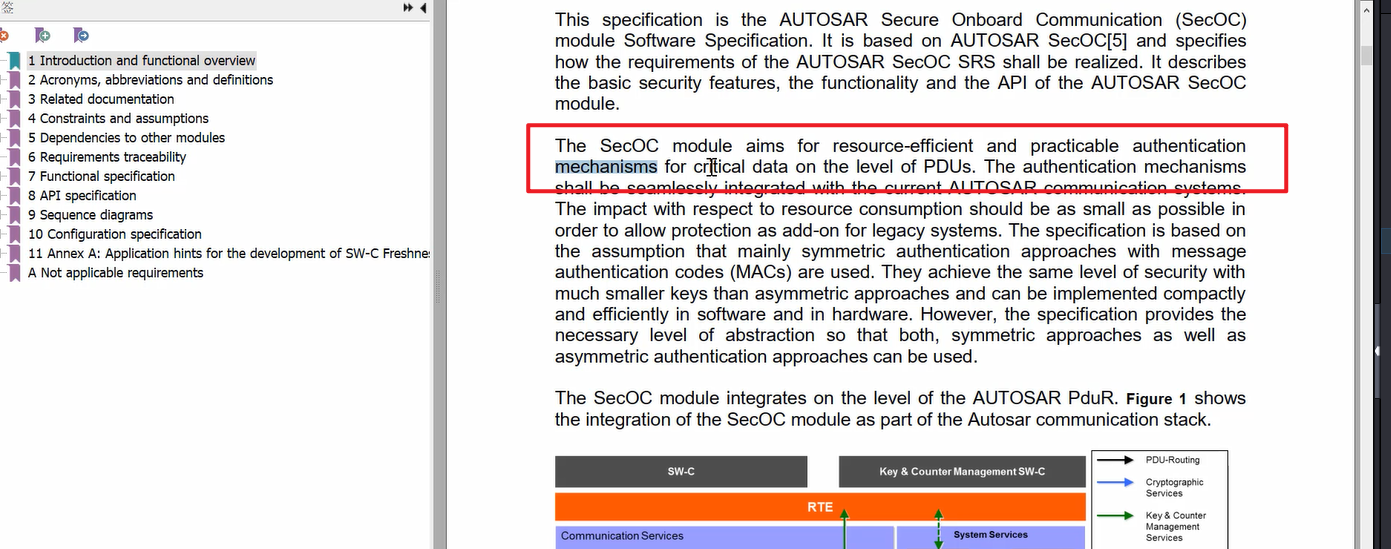 签
1 Introduction and functional overview
2 Acronyms, abbreviations and definitions
3 Related documentation
4 Constraints and assumptions
5 Dependencies to other modules
6 Requirements traceability
7 Functional specification
8 API specification
9 Sequence diagrams
10 Configuration specification
11 Annex A: Application hints for the development of SW-C Freshne
A Not applicable requirements
This specification is the AUTOSAR Secure Onboard Communication (SecOC)
module Software Specification. It is based on AUTOSAR SecOC[5] and specifies
how the requirements of the AUTOSAR SecOC SRS shall be realized. It describes
the basic security features, the functionality and the API of the AUTOSAR SecOC
module.
The SecOC module aims for resource-efficient and practicable authentication
mechanisms for critical data on the level of PDUs. The authentication mechanisms
shall be seamlessly integrated with the current AUTOSAR communication systems.
The impact with respect to resource consumption should be as small as possible in
order to allow protection as add-on for legacy systems. The specification is based on
the assumption that mainly symmetric authentication approaches with message
authentication codes (MACs) are used. They achieve the same level of security with
much smaller keys than asymmetric approaches and can be implemented compactly
and efficiently in software and in hardware. However, the specification provides the
necessary level of abstraction so that both, symmetric approaches as well as
asymmetric authentication approaches can be used.
The SecOC module integrates on the level of the AUTOSAR PduR. Figure 1 shows
the integration of the SecOC module as part of the Autosar communication stack.
SW-C
Key & Counter Management SW-C
RTE
Communication Services
System Services
PDU-Routing
Cryptographic
Services
Key & Counter
Management
Services